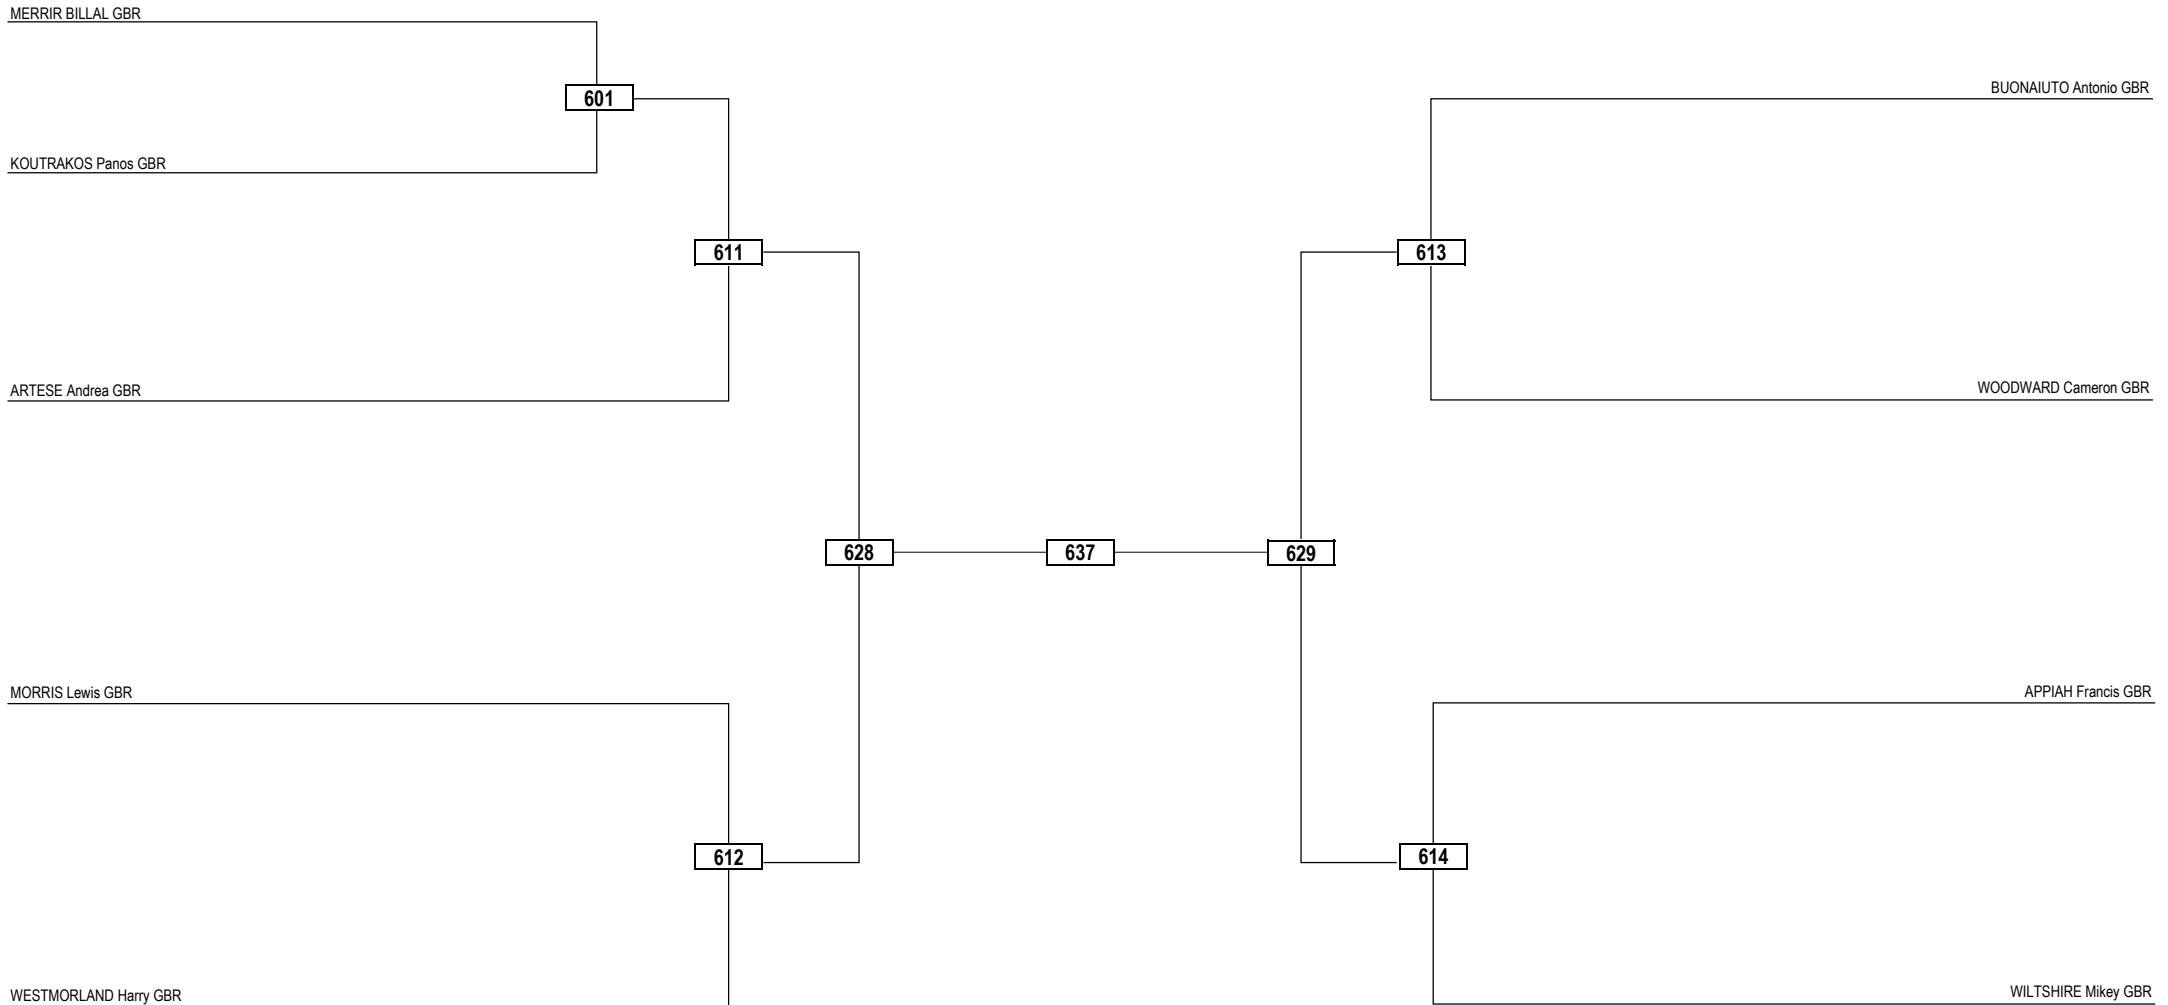 MERRIR BILLAL GBR
601
BUONAIUTO Antonio GBR
KOUTRAKOS Panos GBR
611
613
ARTESE Andrea GBR
WOODWARD Cameron GBR
628
637
629
MORRIS Lewis GBR
APPIAH Francis GBR
612
614
WESTMORLAND Harry GBR
WILTSHIRE Mikey GBR